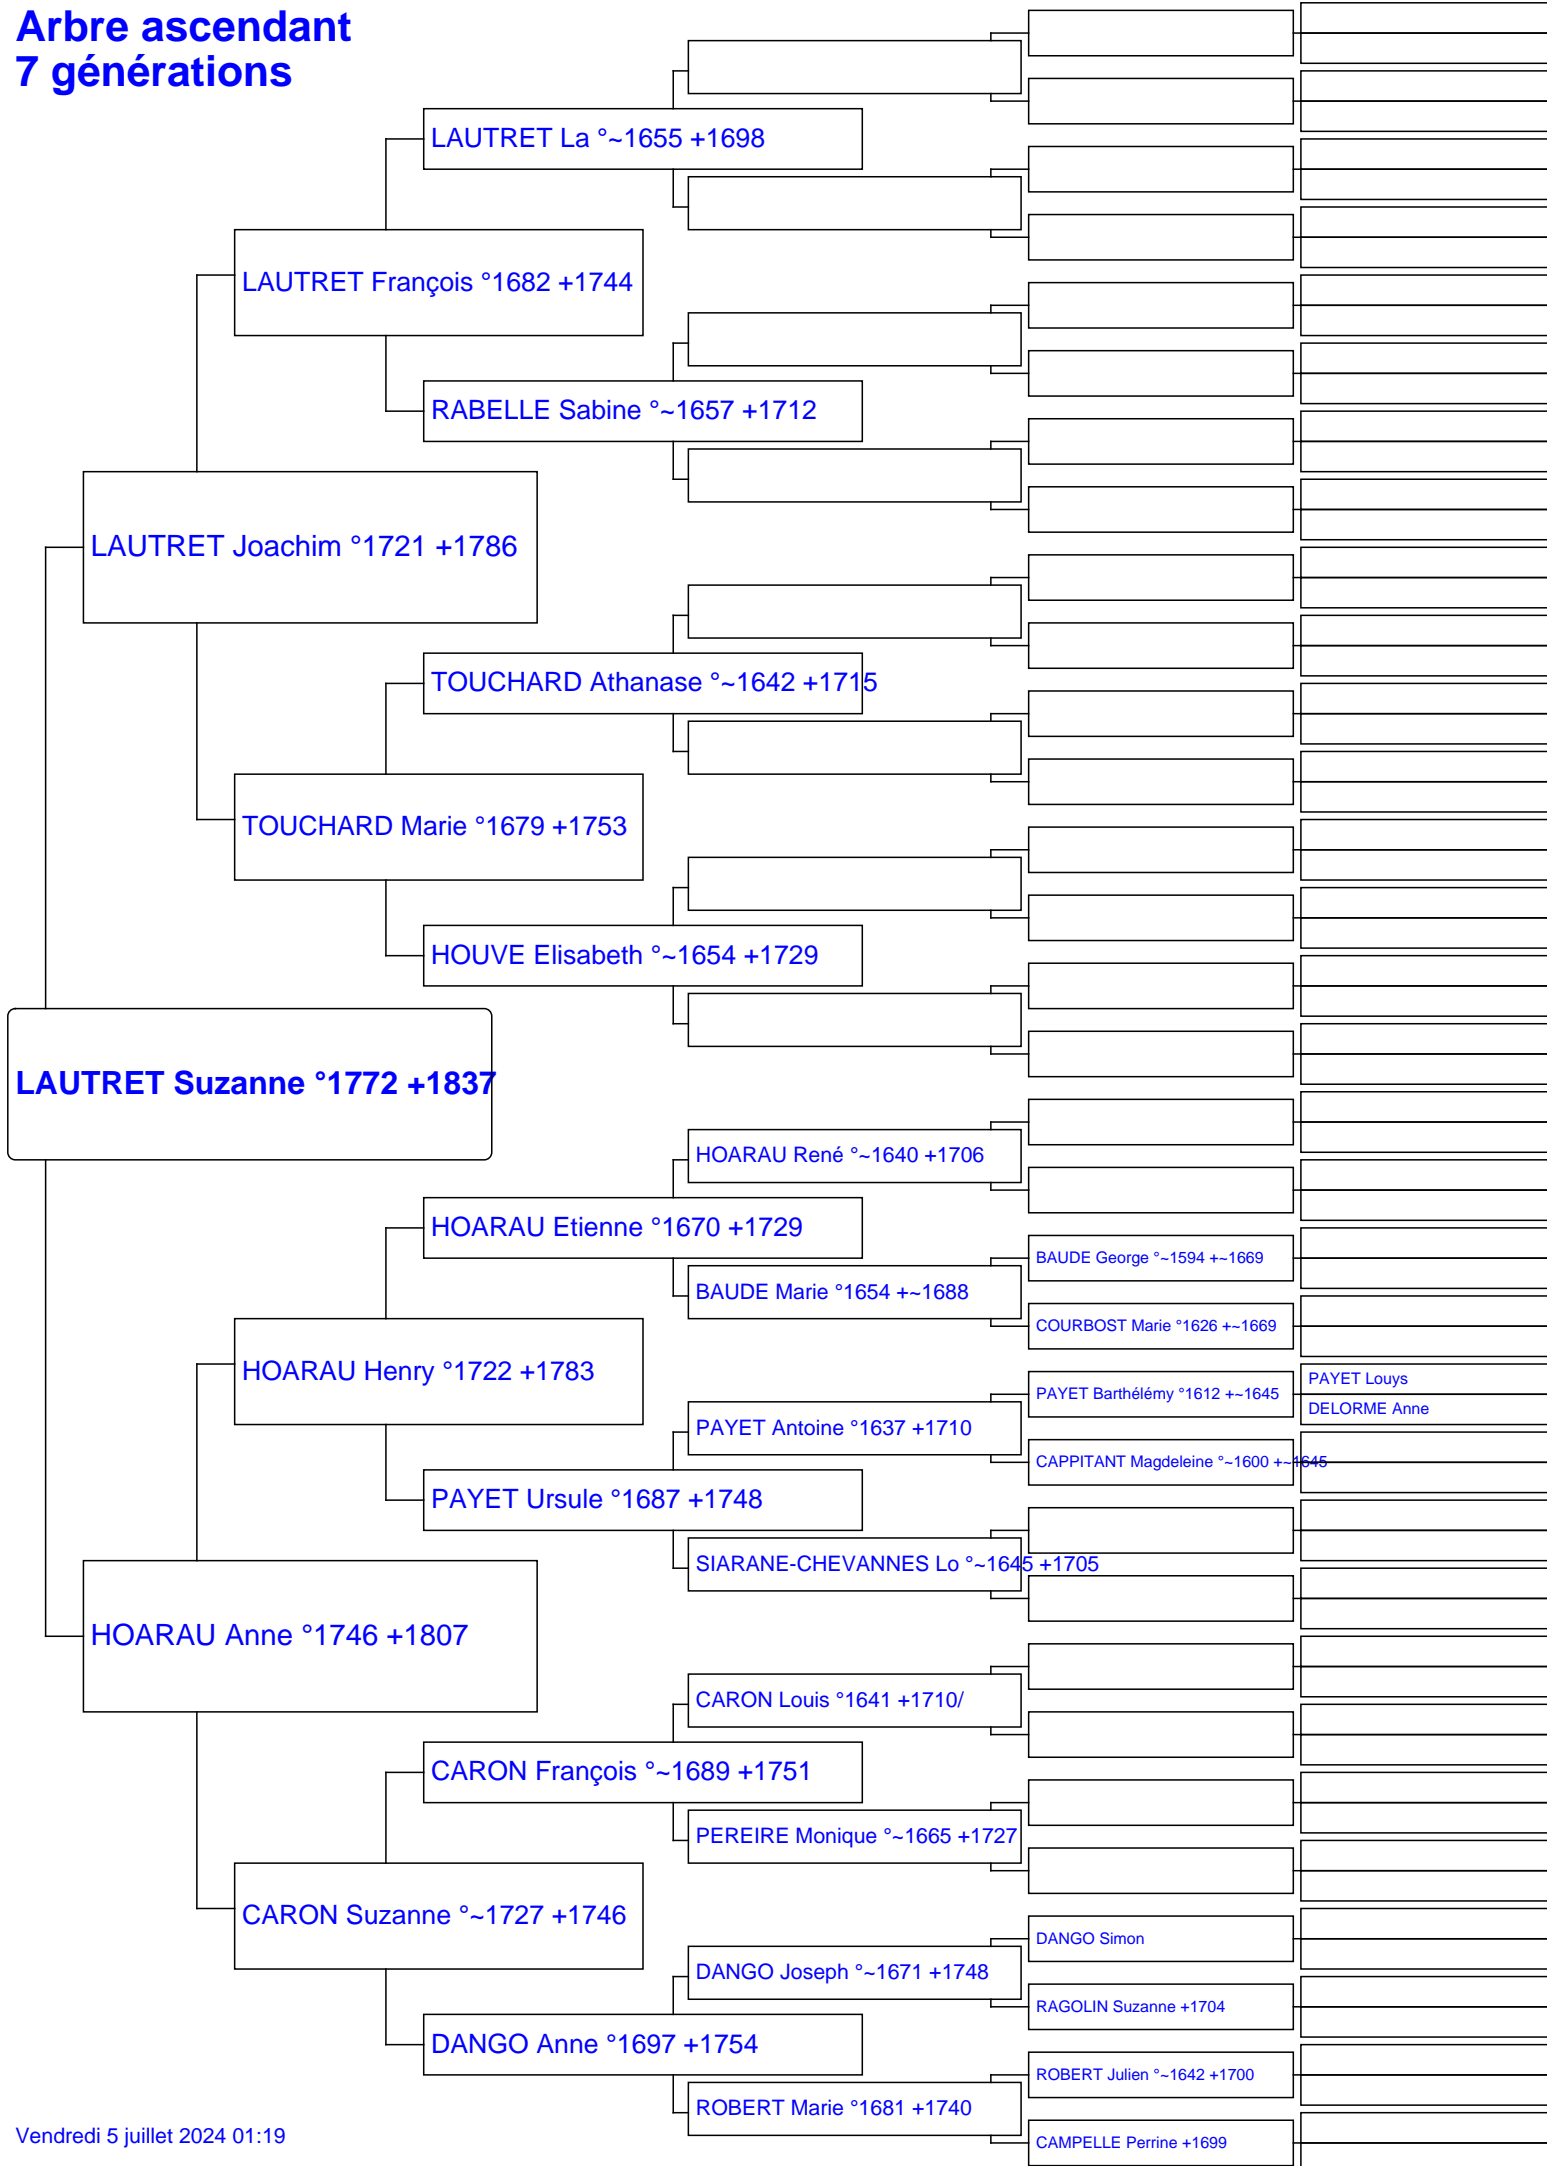 Arbre ascendant
7 générations
LAUTRET La °~1655 +1698
LAUTRET François °1682 +1744
RABELLE Sabine °~1657 +1712
LAUTRET Joachim °1721 +1786
TOUCHARD Athanase °~1642 +1715
TOUCHARD Marie °1679 +1753
HOUVE Elisabeth °~1654 +1729
LAUTRET Suzanne °1772 +1837
HOARAU René °~1640 +1706
HOARAU Etienne °1670 +1729
BAUDE George °~1594 +~1669
BAUDE Marie °1654 +~1688
COURBOST Marie °1626 +~1669
HOARAU Henry °1722 +1783
PAYET Louys
PAYET Barthélémy °1612 +~1645
DELORME Anne
PAYET Antoine °1637 +1710
CAPPITANT Magdeleine °~1600 +~1645
PAYET Ursule °1687 +1748
SIARANE-CHEVANNES Lo °~1645 +1705
HOARAU Anne °1746 +1807
CARON Louis °1641 +1710/
CARON François °~1689 +1751
PEREIRE Monique °~1665 +1727
CARON Suzanne °~1727 +1746
DANGO Simon
DANGO Joseph °~1671 +1748
RAGOLIN Suzanne +1704
DANGO Anne °1697 +1754
ROBERT Julien °~1642 +1700
ROBERT Marie °1681 +1740
CAMPELLE Perrine +1699
Vendredi 5 juillet 2024 01:19